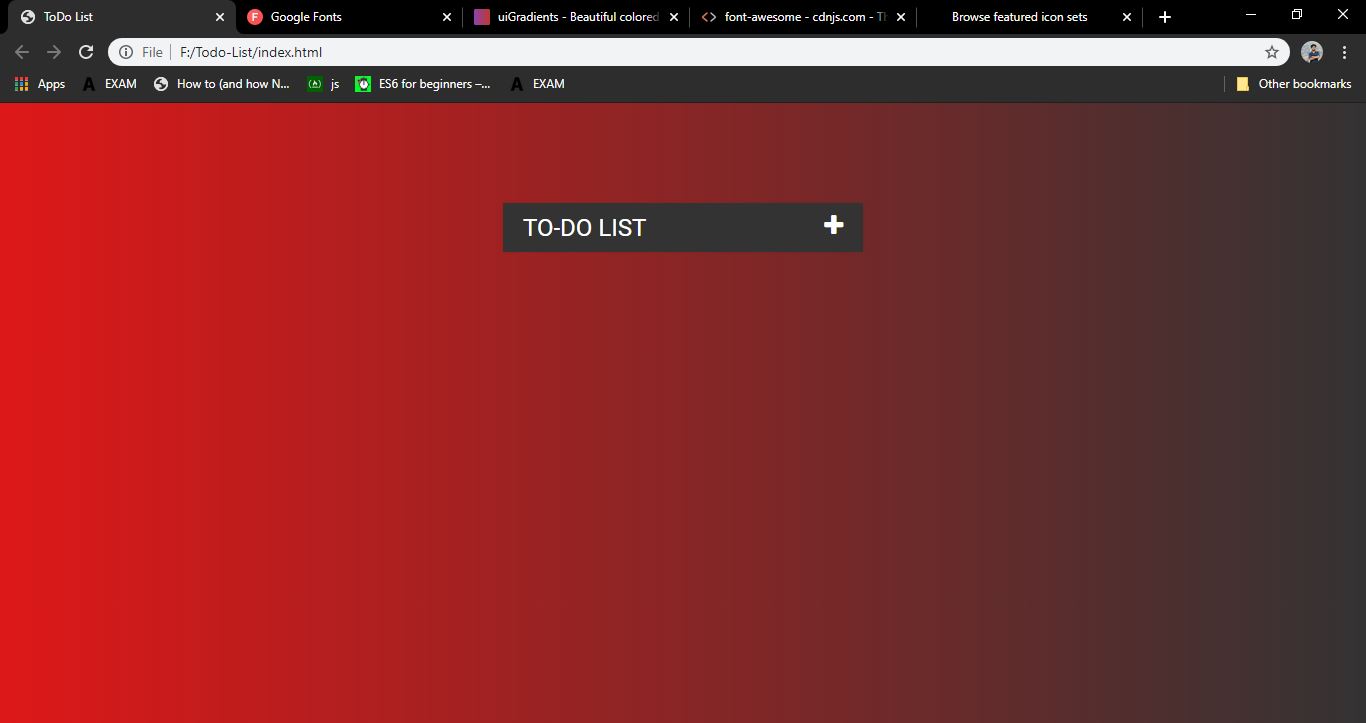 ToDo List
Google Fonts
uiGradients - Beautiful colored
font-awesome - cdnjs.com - Th
Browse featured icon sets
File F:/Todo-List/index.html
Apps
A EXAM
How to (and how N...
js
ES6 for beginners –...
A EXAM
Other bookmarks
TO-DO LIST